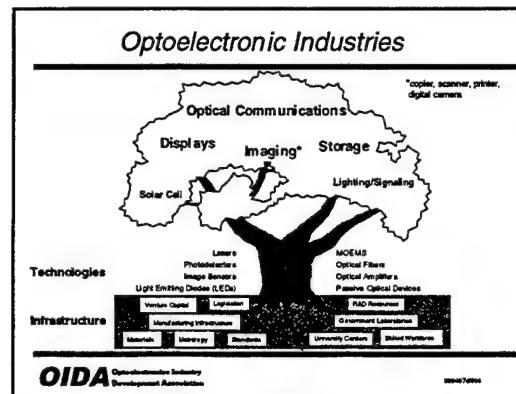 Optoelectronic Industries
*copier, scanner, printer,
digital camera
Optical Communications
Displays
Imaging*
Storage
Solar Cell
Lighting/Signaling
Technologies
Lasers
Photodetectors
Image Sensors
Light Emitting Diodes (LEDs)
MOEMS
Optical Fibers
Optical Amplifiers
Passive Optical Devices
Infrastructure
Venture Capital
Legislation
Manufacturing Infrastructure
Materials
Metrology
Standards
R&D Resources
Government Laboratories
University Centers
Skilled Workforce
OIDA
Optoelectronics Industry
Development Association